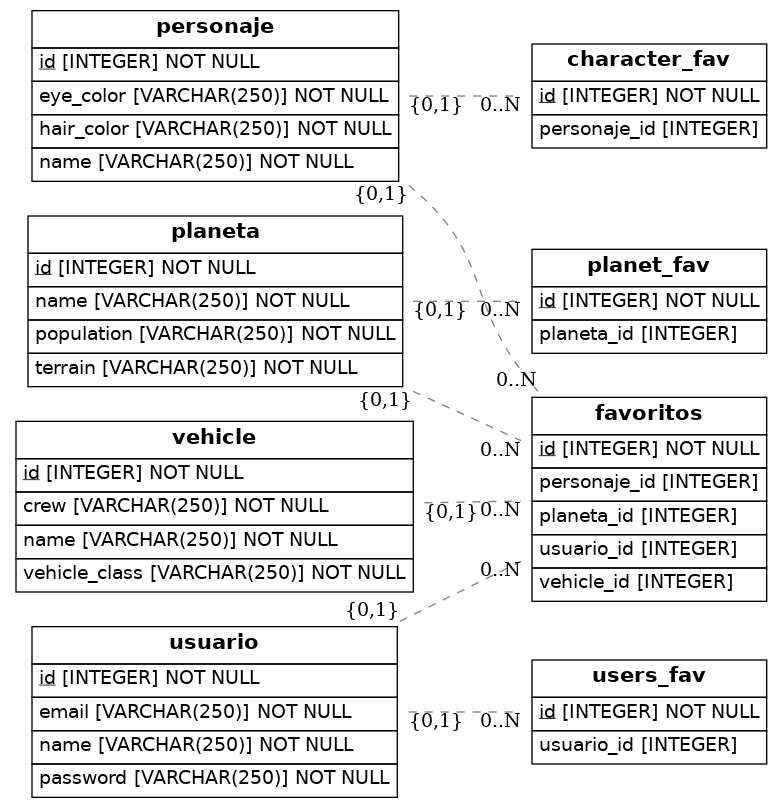 personaje
id [INTEGER] NOT NULL
eye_color [VARCHAR(250)] NOT NULL
hair_color [VARCHAR(250)] NOT NULL
name [VARCHAR(250)] NOT NULL
character_fav
id [INTEGER] NOT NULL
personaje_id [INTEGER]
{0,1} 0..N
{0,1}
planeta
id [INTEGER] NOT NULL
name [VARCHAR(250)] NOT NULL
population [VARCHAR(250)] NOT NULL
terrain [VARCHAR(250)] NOT NULL
planet_fav
id [INTEGER] NOT NULL
planeta_id [INTEGER]
{0,1} 0..N
0..N
{0,1}
0..N
vehicle
id [INTEGER] NOT NULL
crew [VARCHAR(250)] NOT NULL
name [VARCHAR(250)] NOT NULL
vehicle_class [VARCHAR(250)] NOT NULL
favoritos
id [INTEGER] NOT NULL
personaje_id [INTEGER]
planeta_id [INTEGER]
usuario_id [INTEGER]
vehicle_id [INTEGER]
{0,1} 0..N
0..N
{0,1}
usuario
id [INTEGER] NOT NULL
email [VARCHAR(250)] NOT NULL
name [VARCHAR(250)] NOT NULL
password [VARCHAR(250)] NOT NULL
users_fav
id [INTEGER] NOT NULL
usuario_id [INTEGER]
{0,1} 0..N